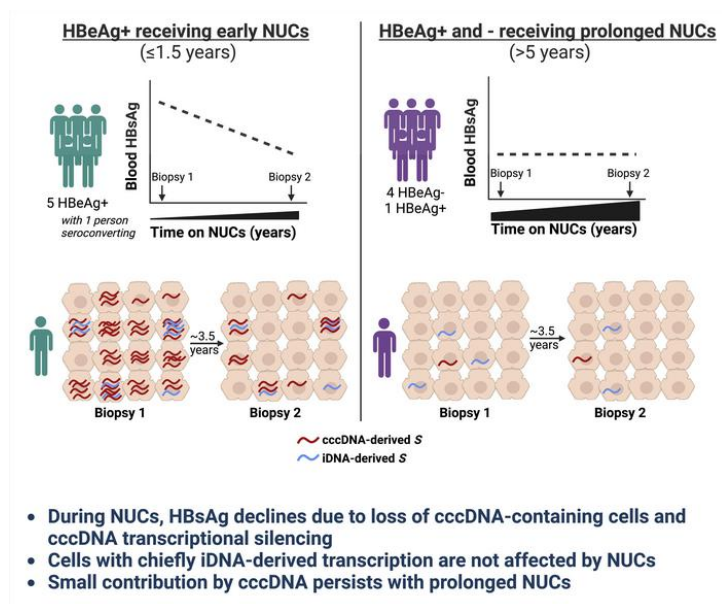 HBeAg+ receiving early NUCs
(≤1.5 years)
Blood HBsAg
Biopsy 1
Biopsy 2
5 HBeAg+
with 1 person
seroconverting
Time on NUCs (years)
~3.5
years
Biopsy 1
Biopsy 2
HBeAg+ and - receiving prolonged NUCs
(>5 years)
Blood HBsAg
Biopsy 1
Biopsy 2
4 HBeAg-
1 HBeAg+
Time on NUCs (years)
~3.5
years
Biopsy 1
Biopsy 2
cccDNA-derived S
iDNA-derived S
• During NUCs, HBsAg declines due to loss of cccDNA-containing cells and
cccDNA transcriptional silencing
• Cells with chiefly iDNA-derived transcription are not affected by NUCs
• Small contribution by cccDNA persists with prolonged NUCs